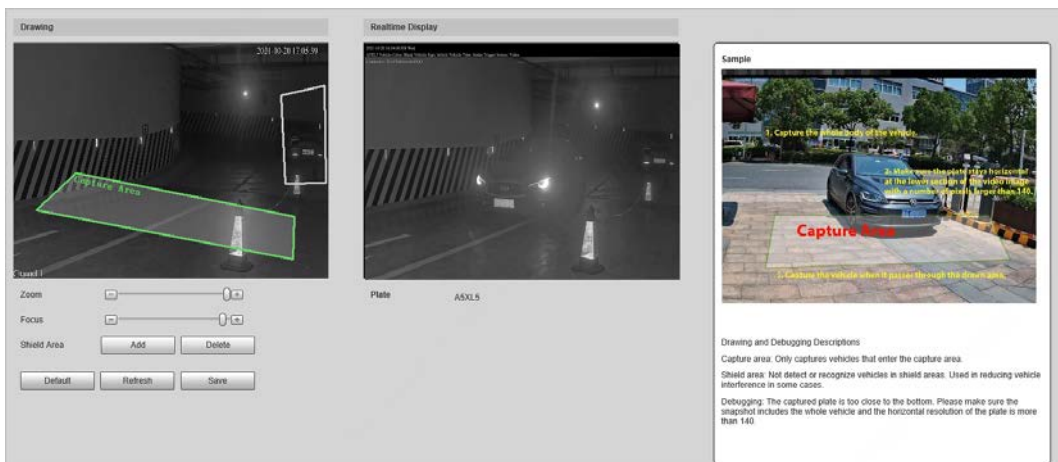 Drawing
Realtime Display
2021-10-20 17:05:39
Capture Area
Channel 1
Zoom
Focus
Shield Area
Add
Delete
Default
Refresh
Save
Plate
A5XL5
Sample
1. Capture the whole body of the vehicle.
2. Make sure the plate stays horizontal
at the lower section of the video image
with a number of pixels larger than 140.
Capture Area
3. Capture the vehicle when it passes through the drawn area.
Drawing and Debugging Descriptions
Capture area: Only captures vehicles that enter the capture area.
Shield area: Not detect or recognize vehicles in shield areas. Used in reducing vehicle
interference in some cases.
Debugging: The captured plate is too close to the bottom. Please make sure the
snapshot includes the whole vehicle and the horizontal resolution of the plate is more
than 140.